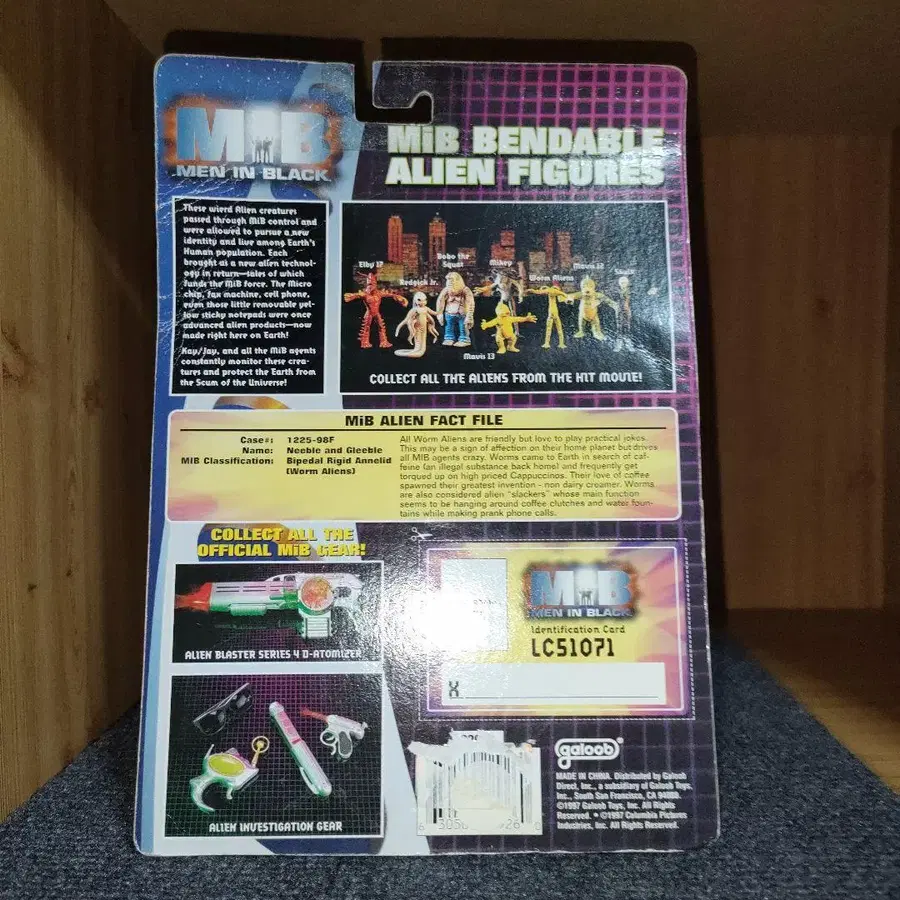 MiB
MEN IN BLACK
MiB BENDABLE
ALIEN FIGURES
These wierd Alien creatures
passed through MiB control and
were allowed to pursue a new
identity and live among Earth's
Human population. Each
brought us a new alien technol-
ogy in return—sales of which
funds the MiB force. The Micro
chip, fax machine, cell phone,
even those little removable yel-
low sticky notepads were once
advanced alien products—now
made right here on Earth!
Kay, Jay, and all the MiB agents
constantly monitor these crea-
tures and protect the Earth from
the Scum of the Universe!
Elby 17
Redgick Jr.
Bobo the
Squat
Mikey
Worm Aliens
Mavis 12
Skulk
Mavis 13
COLLECT ALL THE ALIENS FROM THE HIT MOVIE!
MiB ALIEN FACT FILE
Case#: 1225-98F
Name: Neeble and Gleeble
MIB Classification: Bipedal Rigid Annelid
(Worm Aliens)
All Worm Aliens are friendly but love to play practical jokes.
This may be a sign of affection on their home planet but drives
all MIB agents crazy. Worms came to Earth in search of caf-
feine (an illegal substance back home) and frequently get
torqued up on high priced Cappuccinos. Their love of coffee
spawned their greatest invention - non dairy creamer. Worms
are also considered alien "slackers" whose main function
seems to be hanging around coffee clutches and water foun-
tains while making prank phone calls.
COLLECT ALL THE
OFFICIAL MiB GEAR!
ALIEN BLASTER SERIES 4 D-ATOMIZER
ALIEN INVESTIGATION GEAR
MiB
MEN IN BLACK
Identification Card
LC51071
X
galoob
MADE IN CHINA. Distributed by Galoob
Direct, Inc., a subsidiary of Galoob Toys,
Inc., South San Francisco, CA 94080.
©1997 Galoob Toys, Inc. All Rights
Reserved. • ©1997 Columbia Pictures
Industries, Inc. All Rights Reserved.